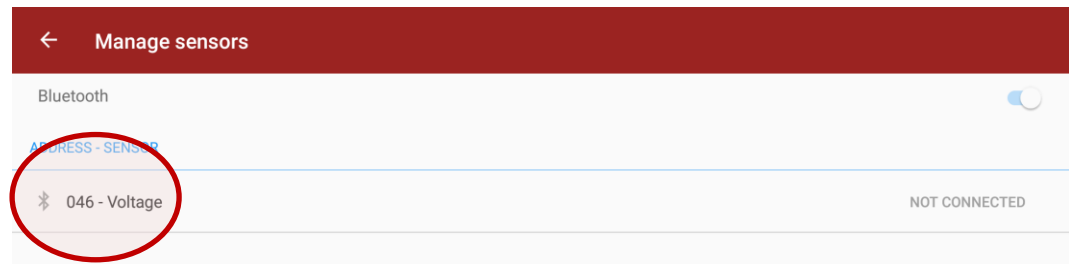 Manage sensors
Bluetooth
ADDRESS - SENSOR
046 - Voltage
NOT CONNECTED